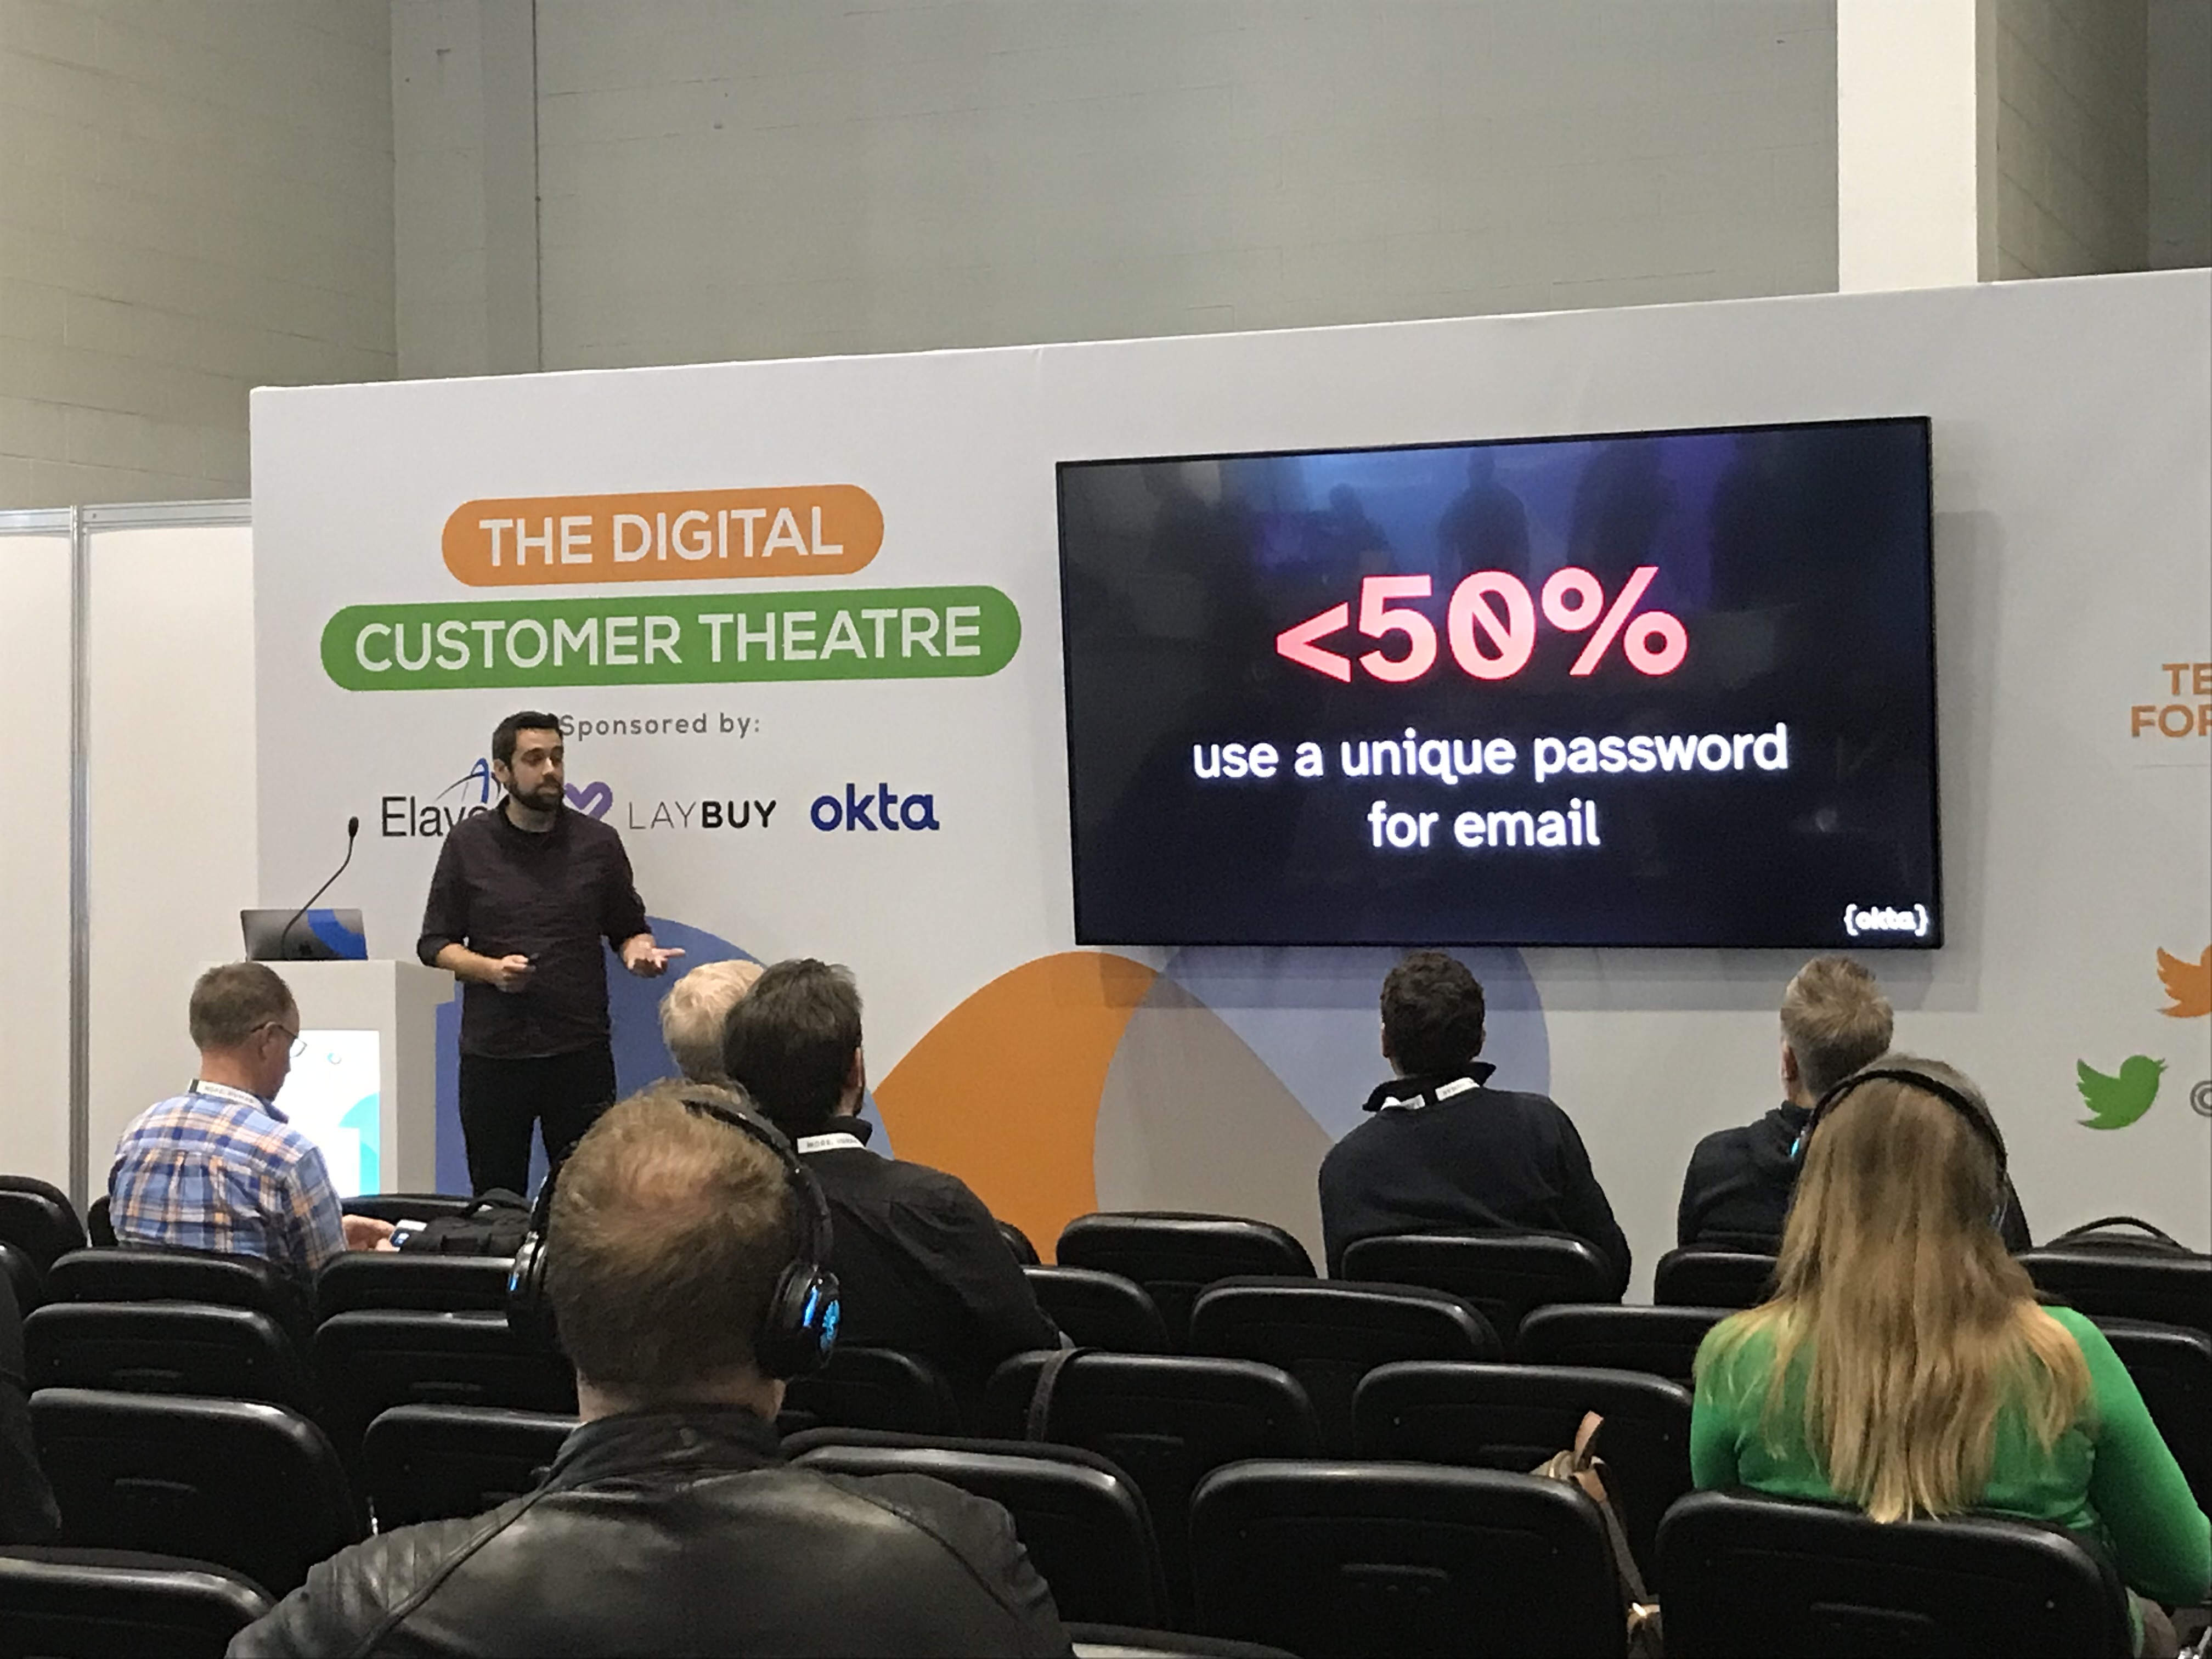 THE DIGITAL
CUSTOMER THEATRE
Sponsored by:
LAYBUY
okta
<50%
use a unique password
for email
{okta}